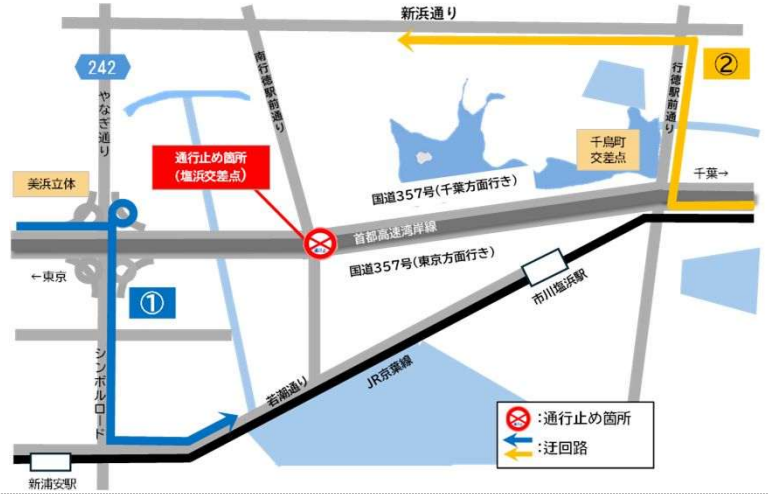 新浜通り
242
やなぎ通り
南行徳駅前通り
行徳駅前通り
②
通行止め箇所
(塩浜交差点)
千鳥町
交差点
美浜立体
千葉→
国道357号(千葉方面行き)
首都高速湾岸線
国道357号(東京方面行き)
←東京
①
市川塩浜駅
シンボルロード
若潮通り
JR京葉線
:通行止め箇所
:迂回路
新浦安駅